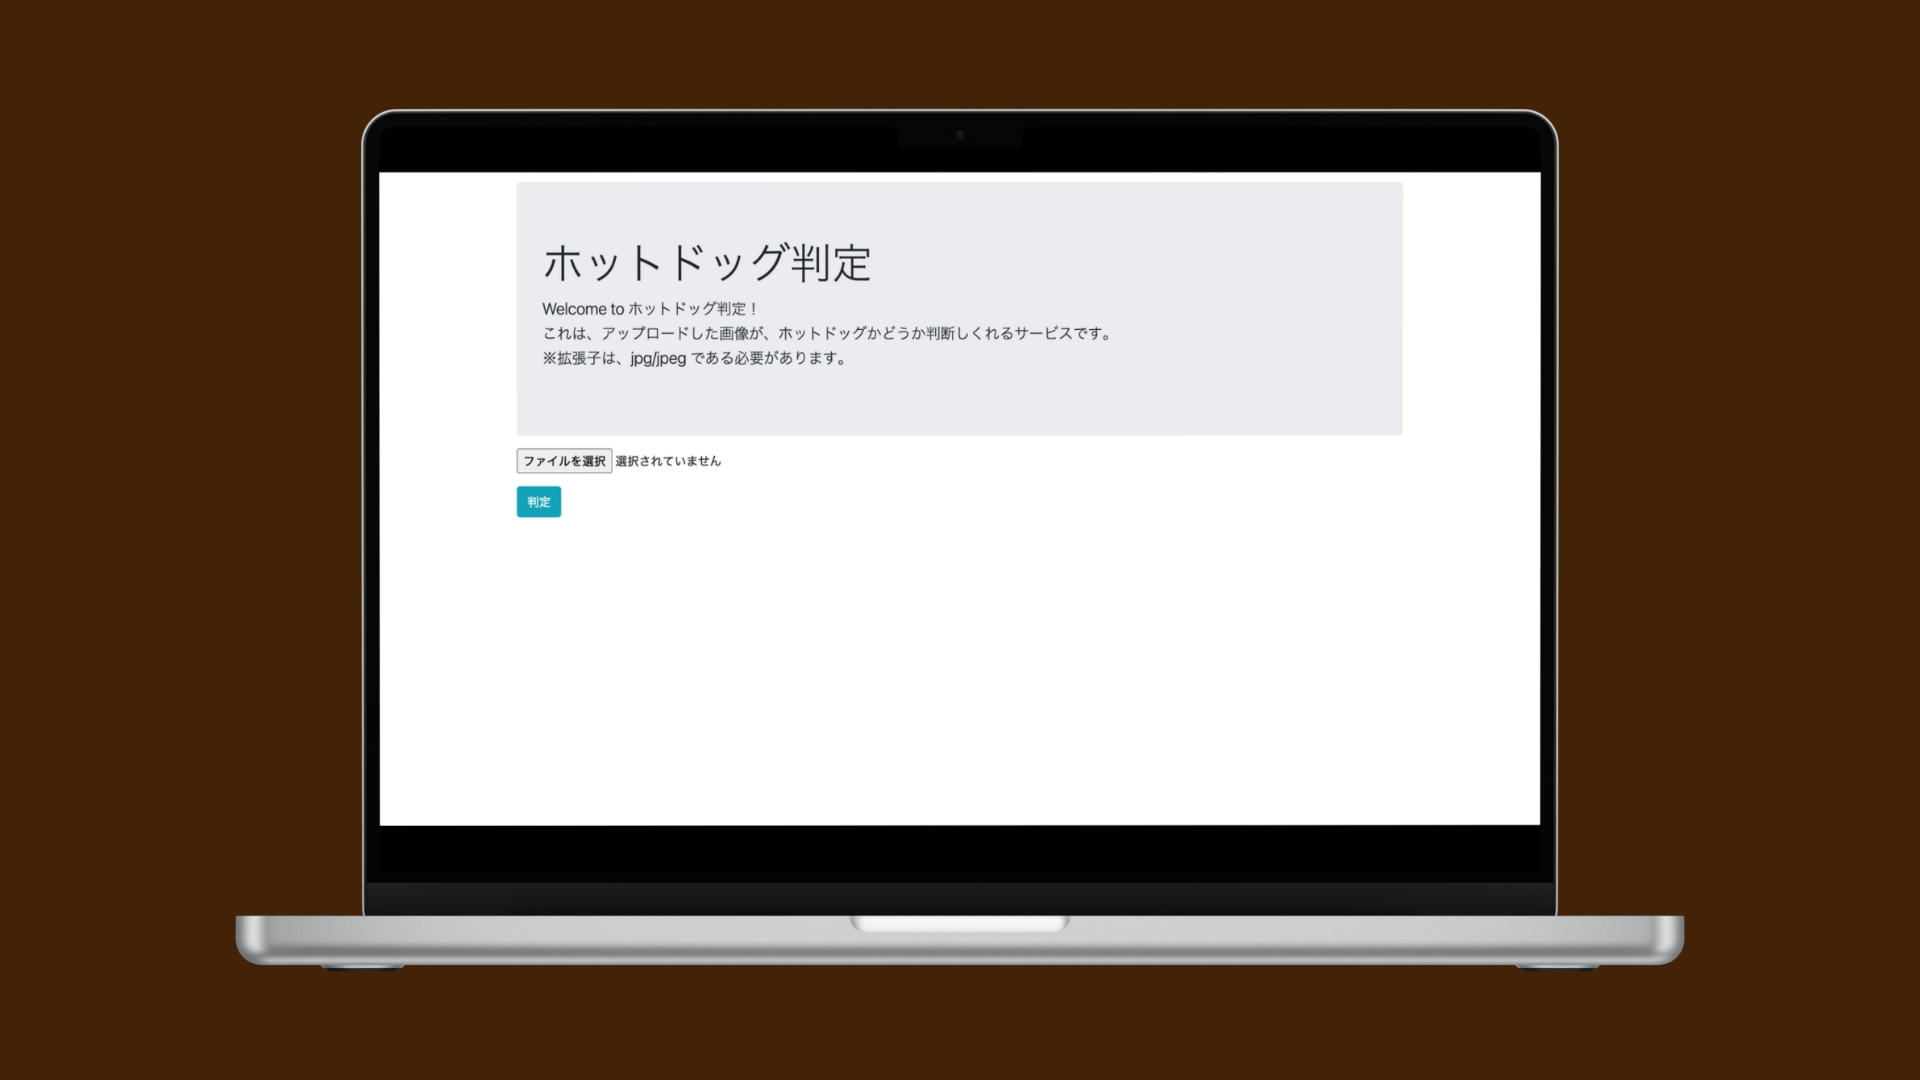 ホットドッグ判定
Welcome to ホットドッグ判定！
これは、アップロードした画像が、ホットドッグかどうか判断しくれるサービスです。
※拡張子は、jpg/jpeg である必要があります。
ファイルを選択 選択されていません
判定